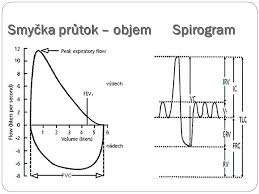 Smyčka průtok – objem
Spirogram
Peak expiratory flow
Flow (liters per second)
12
10
8
6
4
2
0
-2
-4
-6
-8
FEV₁
výdech
Volume (liters)
1 2 3 4 5 6
nádech
FVC
IRV
IC
VC
TLC
ERV
FRC
RV